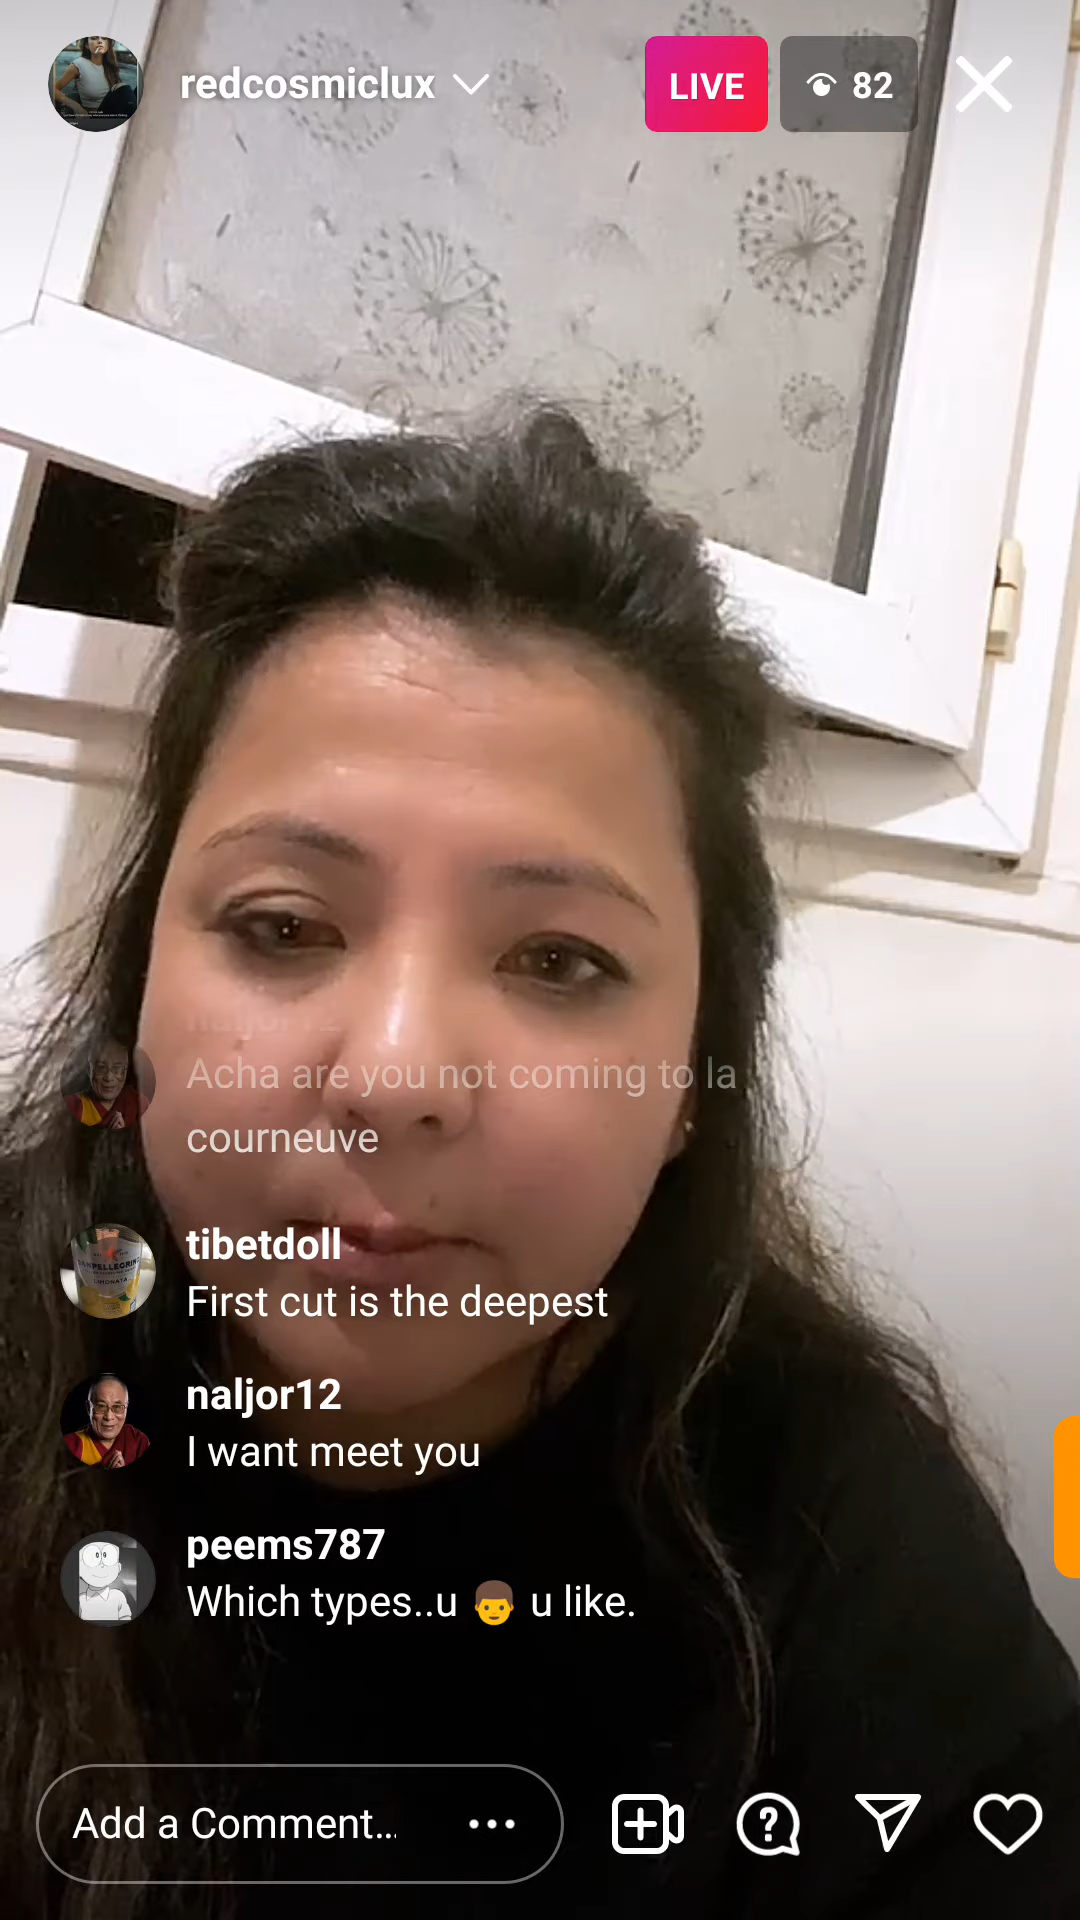 redcosmiclux
LIVE
82
naljor12
Acha are you not coming to la
courneuve
tibetdoll
First cut is the deepest
naljor12
I want meet you
peems787
Which types..u 👨 u like.
Add a Comment...